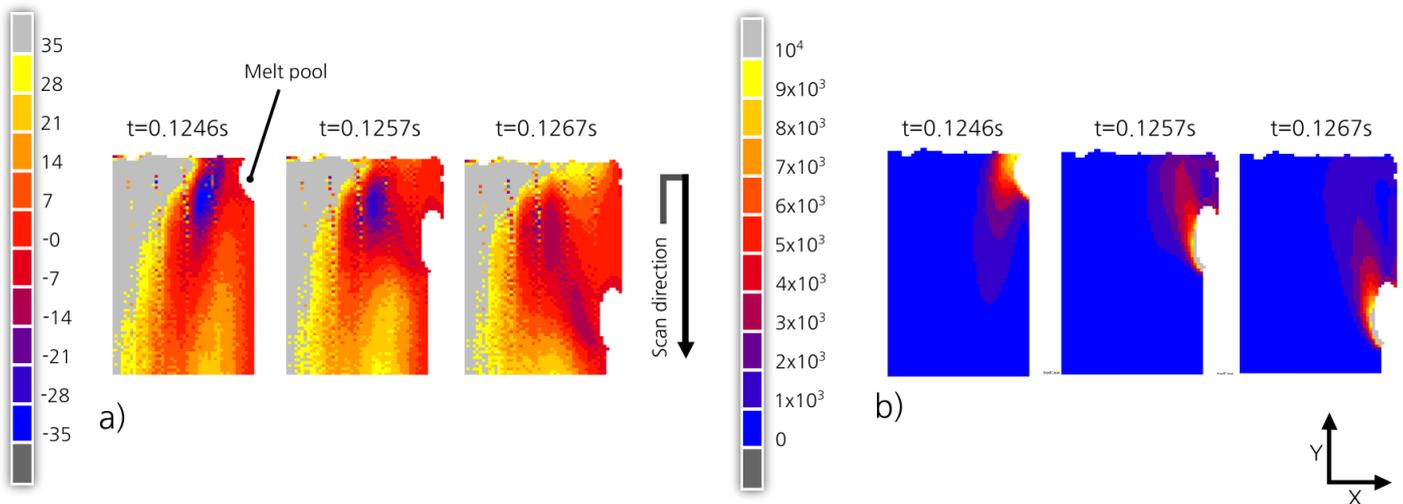 35
28
21
14
7
-0
-7
-14
-21
-28
-35
Melt pool
t=0.1246s
t=0.1257s
t=0.1267s
Scan direction
a)
10⁴
9x10³
8x10³
7x10³
6x10³
5x10³
4x10³
3x10³
2x10³
1x10³
0
t=0.1246s
t=0.1257s
t=0.1267s
b)
Y
X